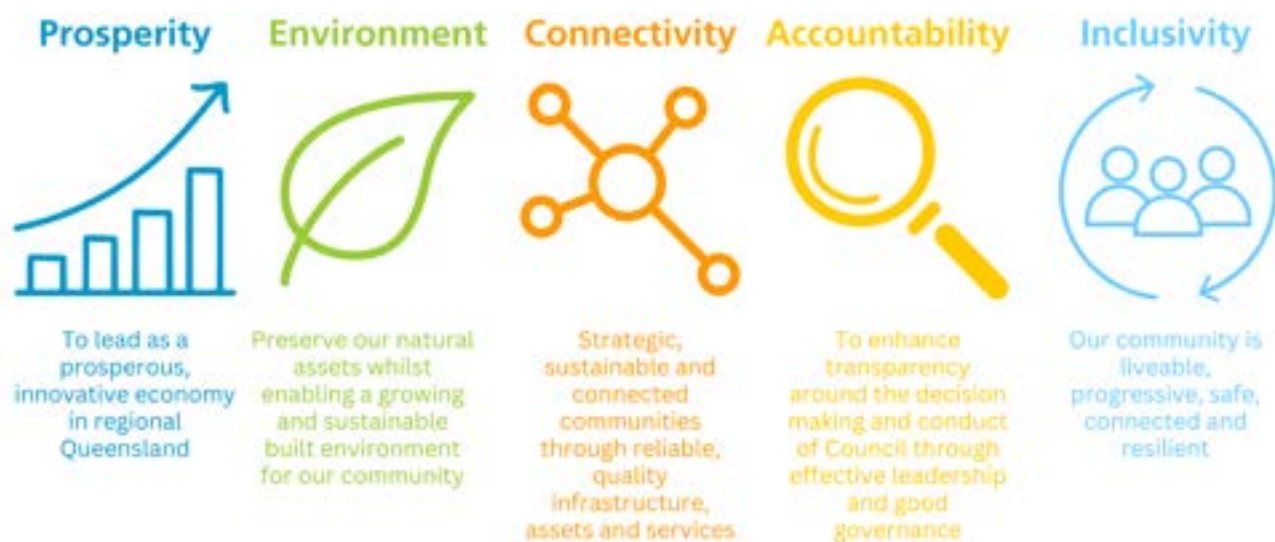 Prosperity
To lead as a
prosperous,
innovative economy
in regional
Queensland
Environment
Preserve our natural
assets whilst
enabling a growing
and sustainable
built environment
for our community
Connectivity
Strategic,
sustainable and
connected
communities
through reliable,
quality
infrastructure,
assets and services
Accountability
To enhance
transparency
around the decision
making and conduct
of Council through
effective leadership
and good
governance
Inclusivity
Our community is
liveable,
progressive, safe,
connected and
resilient